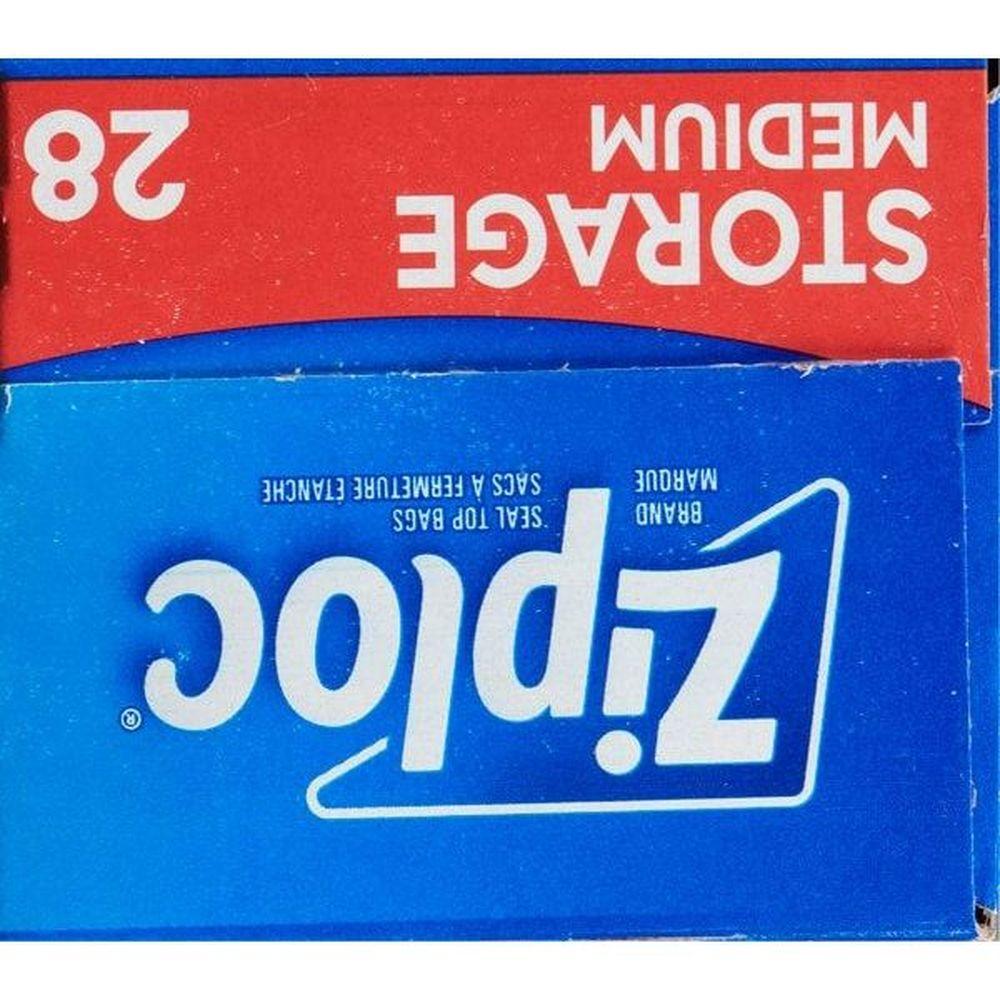 Ziploc®
BRAND
MARQUE
SEAL TOP BAGS
SACS À FERMETURE ÉTANCHE
STORAGE
MEDIUM
28